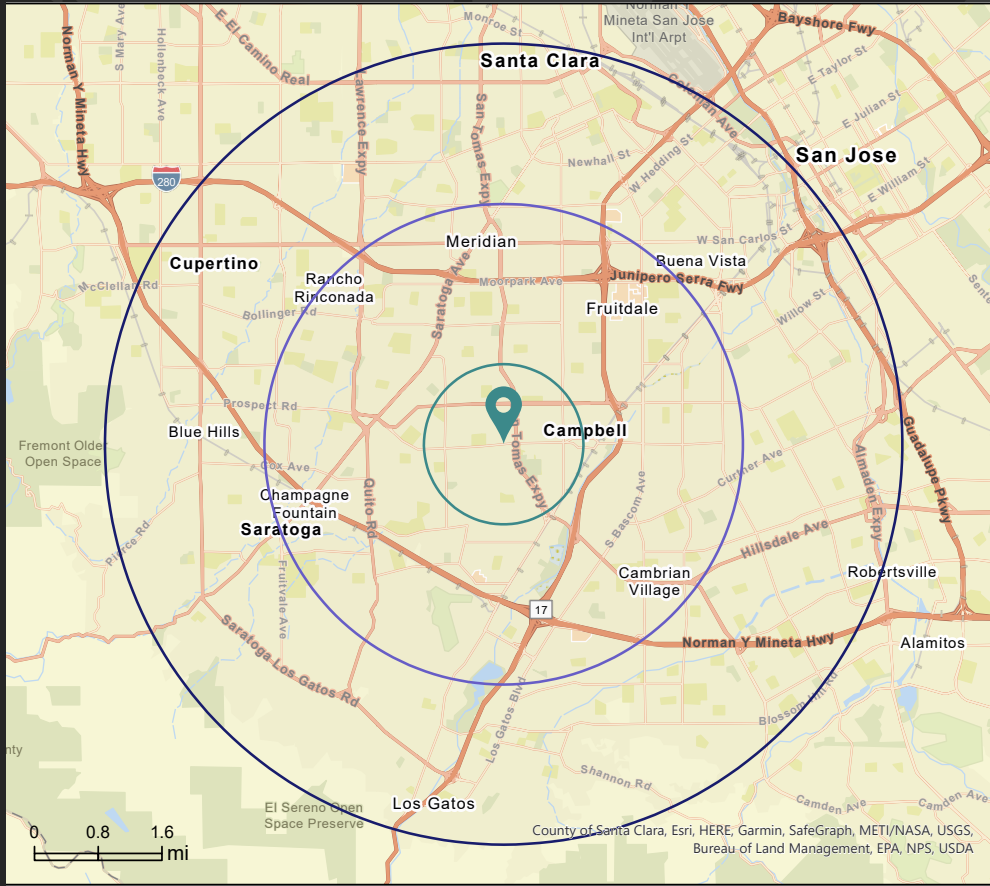 Norman Y
Mineta San Jose
Int'l Arpt
Bayshore Fwy
Monroe St
E El Camino Real
S Mary Ave
Hollenbeck Ave
Norman Y Mineta Hwy
Santa Clara
Lawrence Expy
San Tomas Expy
Coleman Ave
E Taylor St
E Julian St
Newhall St
W Hedding St
San Jose
E William St
280
Meridian
W San Carlos St
Cupertino
Buena Vista
Rancho
Rinconada
McClellan Rd
Moorpark Ave
Junipero Serra Fwy
Saratoga Ave
Bollinger Rd
Fruitdale
Willow St
Sente
Prospect Rd
Blue Hills
Campbell
n Tomas Expy
Fremont Older
Open Space
Cox Ave
Curtner Ave
Guadalupe Pkwy
Almaden Expy
Champagne
Fountain
Saratoga
Quito Rd
S Bascom Ave
Hillsdale Ave
Pierce Rd
Fruitvale Ave
Cambrian
Village
Robertsville
17
Norman Y Mineta Hwy
Alamitos
Saratoga Los Gatos Rd
Los Gatos Blvd
Blossom Hill Rd
nty
Shannon Rd
Camden Ave
Camden Ave
El Sereno Open
Space Preserve
Los Gatos
0 0.8 1.6
mi
County of Santa Clara, Esri, HERE, Garmin, SafeGraph, METI/NASA, USGS,
Bureau of Land Management, EPA, NPS, USDA